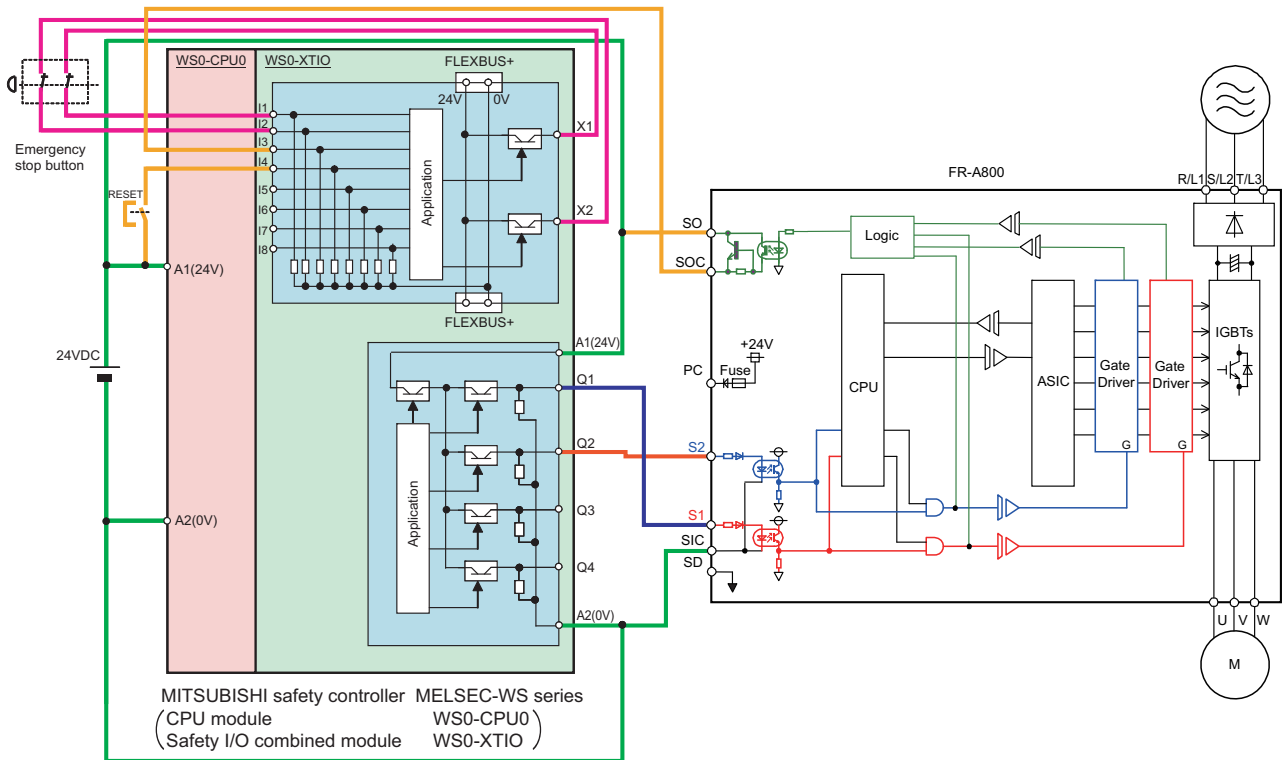 WS0-CPU0
WS0-XTIO
FLEXBUS+
24V
0V
I1
I2
I3
I4
I5
I6
I7
I8
Application
X1
X2
FLEXBUS+
Emergency
stop button
RESET
A1(24V)
24VDC
A2(0V)
A1(24V)
Q1
Q2
Q3
Q4
A2(0V)
Application
FR-A800
R/L1
S/L2
T/L3
SO
SOC
Logic
PC
Fuse
+24V
CPU
ASIC
Gate
Driver
G
Gate
Driver
G
IGBTs
S2
S1
SIC
SD
U
V
W
M
MITSUBISHI safety controller MELSEC-WS series
(CPU module WS0-CPU0
Safety I/O combined module WS0-XTIO)